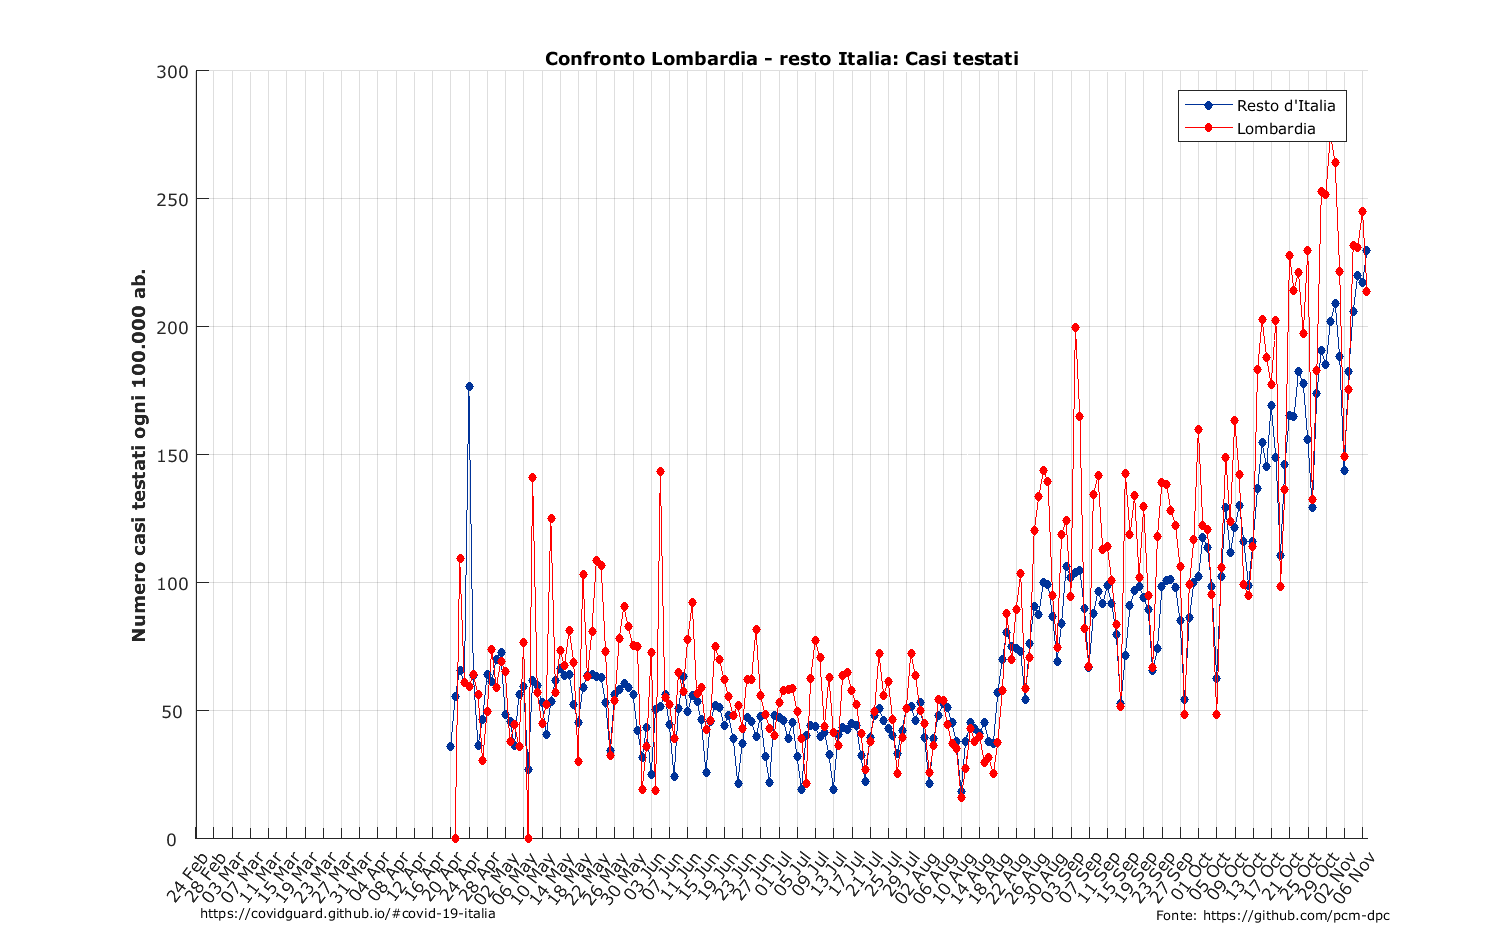 Confronto Lombardia - resto Italia: Casi testati
Resto d'Italia
Lombardia
Numero casi testati ogni 100.000 ab.
300
250
200
150
100
50
0
24 Feb
28 Feb
03 Mar
07 Mar
11 Mar
15 Mar
19 Mar
23 Mar
27 Mar
31 Mar
04 Apr
08 Apr
12 Apr
16 Apr
20 Apr
24 Apr
28 Apr
02 May
06 May
10 May
14 May
18 May
22 May
26 May
30 May
03 Jun
07 Jun
11 Jun
15 Jun
19 Jun
23 Jun
27 Jun
01 Jul
05 Jul
09 Jul
13 Jul
17 Jul
21 Jul
25 Jul
29 Jul
02 Aug
06 Aug
10 Aug
14 Aug
18 Aug
22 Aug
26 Aug
30 Aug
03 Sep
07 Sep
11 Sep
15 Sep
19 Sep
23 Sep
27 Sep
01 Oct
05 Oct
09 Oct
13 Oct
17 Oct
21 Oct
25 Oct
29 Oct
02 Nov
06 Nov
https://covidguard.github.io/#covid-19-italia
Fonte: https://github.com/pcm-dpc